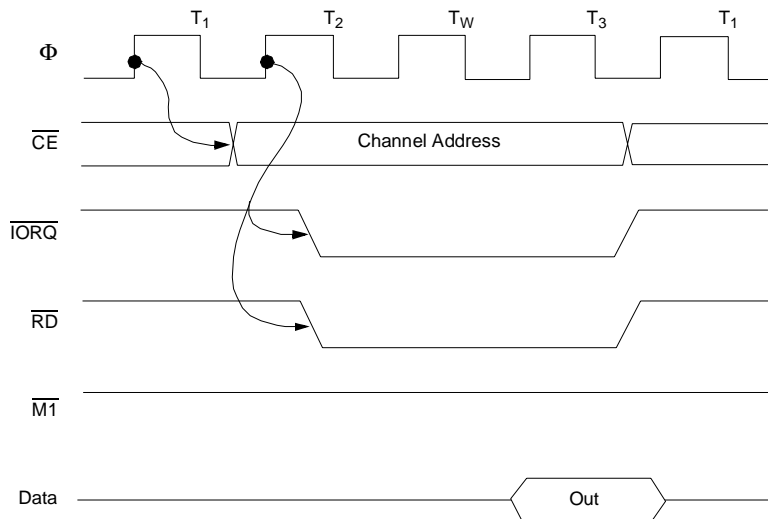 T1 T2 TW T3 T1
Φ
CE
Channel Address
IORQ
RD
M1
Data
Out